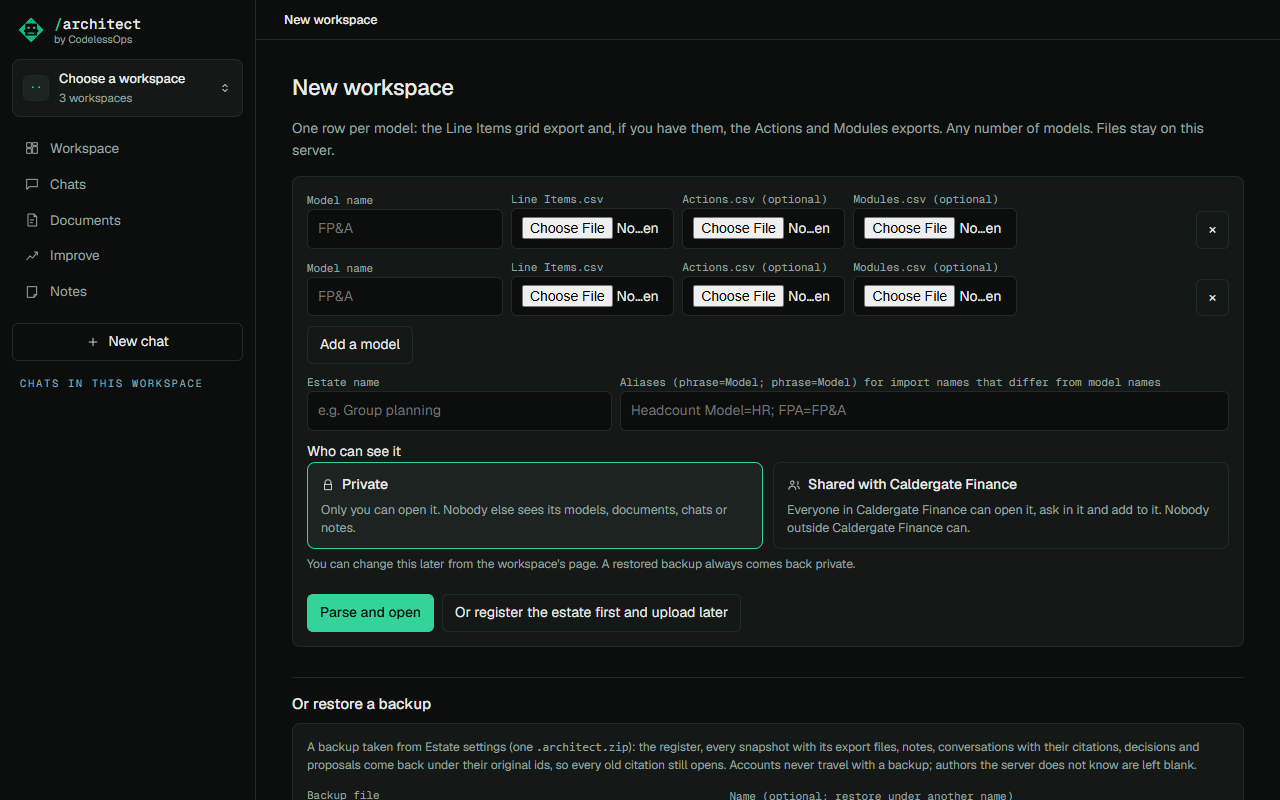 /architect
by CodelessOps
Choose a workspace
3 workspaces
Workspace
Chats
Documents
Improve
Notes
+ New chat
CHATS IN THIS WORKSPACE
New workspace
New workspace
One row per model: the Line Items grid export and, if you have them, the Actions and Modules exports. Any number of models. Files stay on this
server.
Model name Line Items.csv Actions.csv (optional) Modules.csv (optional)
FP&A Choose File No…en Choose File No…en Choose File No…en ×
Model name Line Items.csv Actions.csv (optional) Modules.csv (optional)
FP&A Choose File No…en Choose File No…en Choose File No…en ×
Add a model
Estate name Aliases (phrase=Model; phrase=Model) for import names that differ from model names
e.g. Group planning Headcount Model=HR; FPA=FP&A
Who can see it
Private
Only you can open it. Nobody else sees its models, documents, chats or
notes.
Shared with Caldergate Finance
Everyone in Caldergate Finance can open it, ask in it and add to it. Nobody
outside Caldergate Finance can.
You can change this later from the workspace's page. A restored backup always comes back private.
Parse and open Or register the estate first and upload later
Or restore a backup
A backup taken from Estate settings (one .architect.zip): the register, every snapshot with its export files, notes, conversations with their citations, decisions and
proposals come back under their original ids, so every old citation still opens. Accounts never travel with a backup; authors the server does not know are left blank.
Backup file Name (optional: restore under another name)